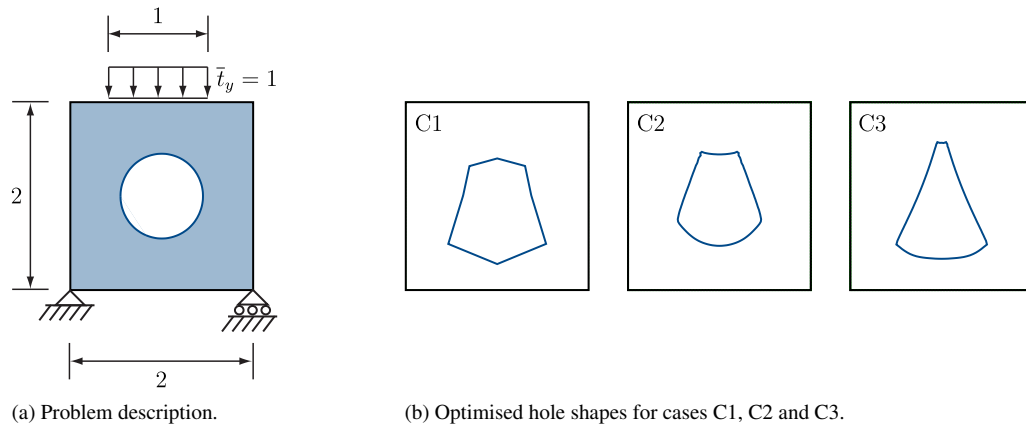 1
$\bar{t}_y = 1$
2
2
C1
C2
C3
(a) Problem description.
(b) Optimised hole shapes for cases C1, C2 and C3.